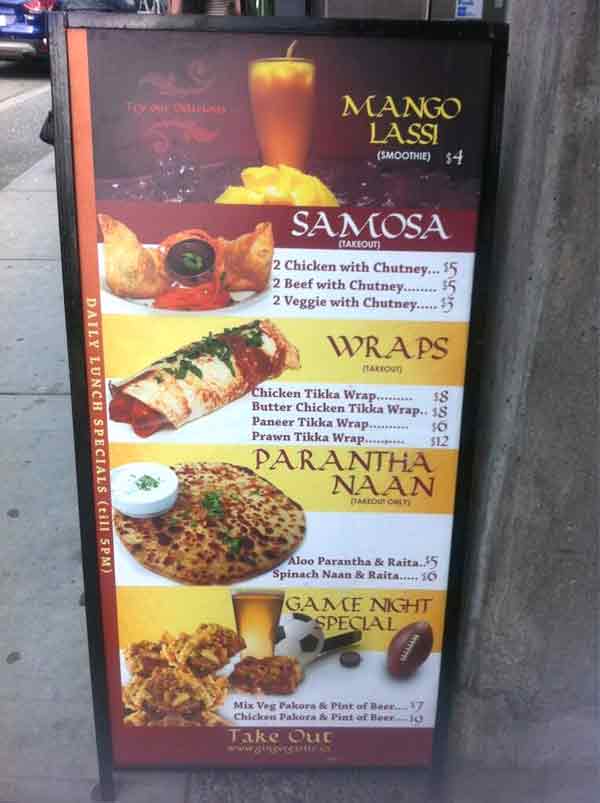 Try our Delicious
MANGO
LASSI
(SMOOTHIE) $4
SAMOSA
(TAKEOUT)
2 Chicken with Chutney... $5
2 Beef with Chutney........ $5
2 Veggie with Chutney..... $3
WRAPS
(TAKEOUT)
Chicken Tikka Wrap......... $8
Butter Chicken Tikka Wrap.. $8
Paneer Tikka Wrap.......... $6
Prawn Tikka Wrap.......... $12
PARANTHA
NAAN
(TAKEOUT ONLY)
Aloo Parantha & Raita..$5
Spinach Naan & Raita..... $6
GAME NIGHT
SPECIAL
Mix Veg Pakora & Pint of Beer.... $7
Chicken Pakora & Pint of Beer....
Take Out
DAILY LUNCH SPECIALS (till 5PM)